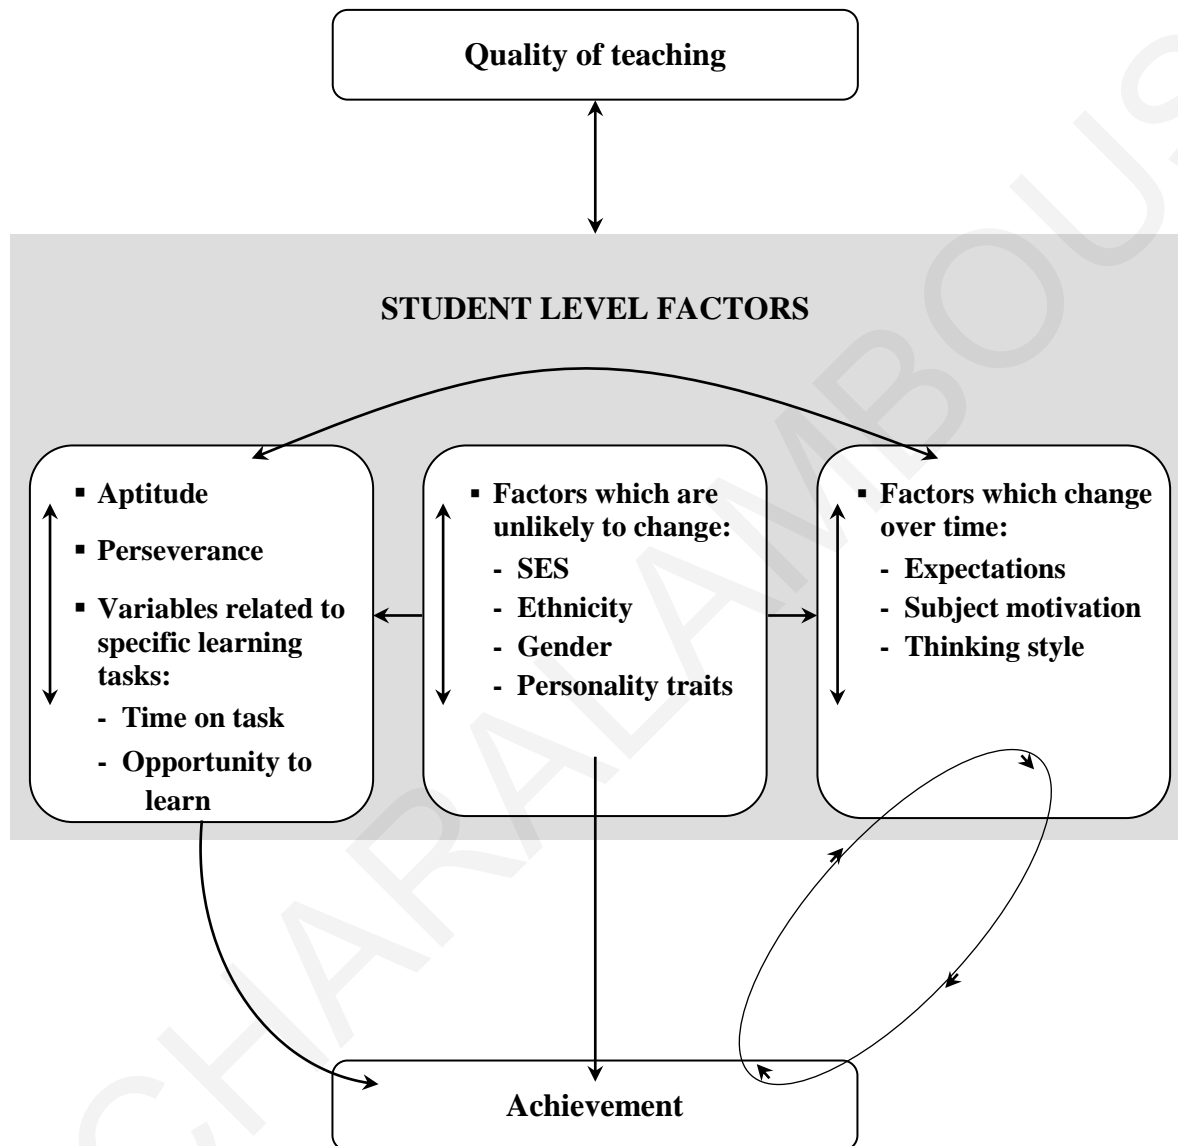 Quality of teaching
STUDENT LEVEL FACTORS
▪ Aptitude
▪ Perseverance
▪ Variables related to
specific learning
tasks:
- Time on task
- Opportunity to
learn
▪ Factors which are
unlikely to change:
- SES
- Ethnicity
- Gender
- Personality traits
▪ Factors which change
over time:
- Expectations
- Subject motivation
- Thinking style
Achievement
CHARALAMBOUS